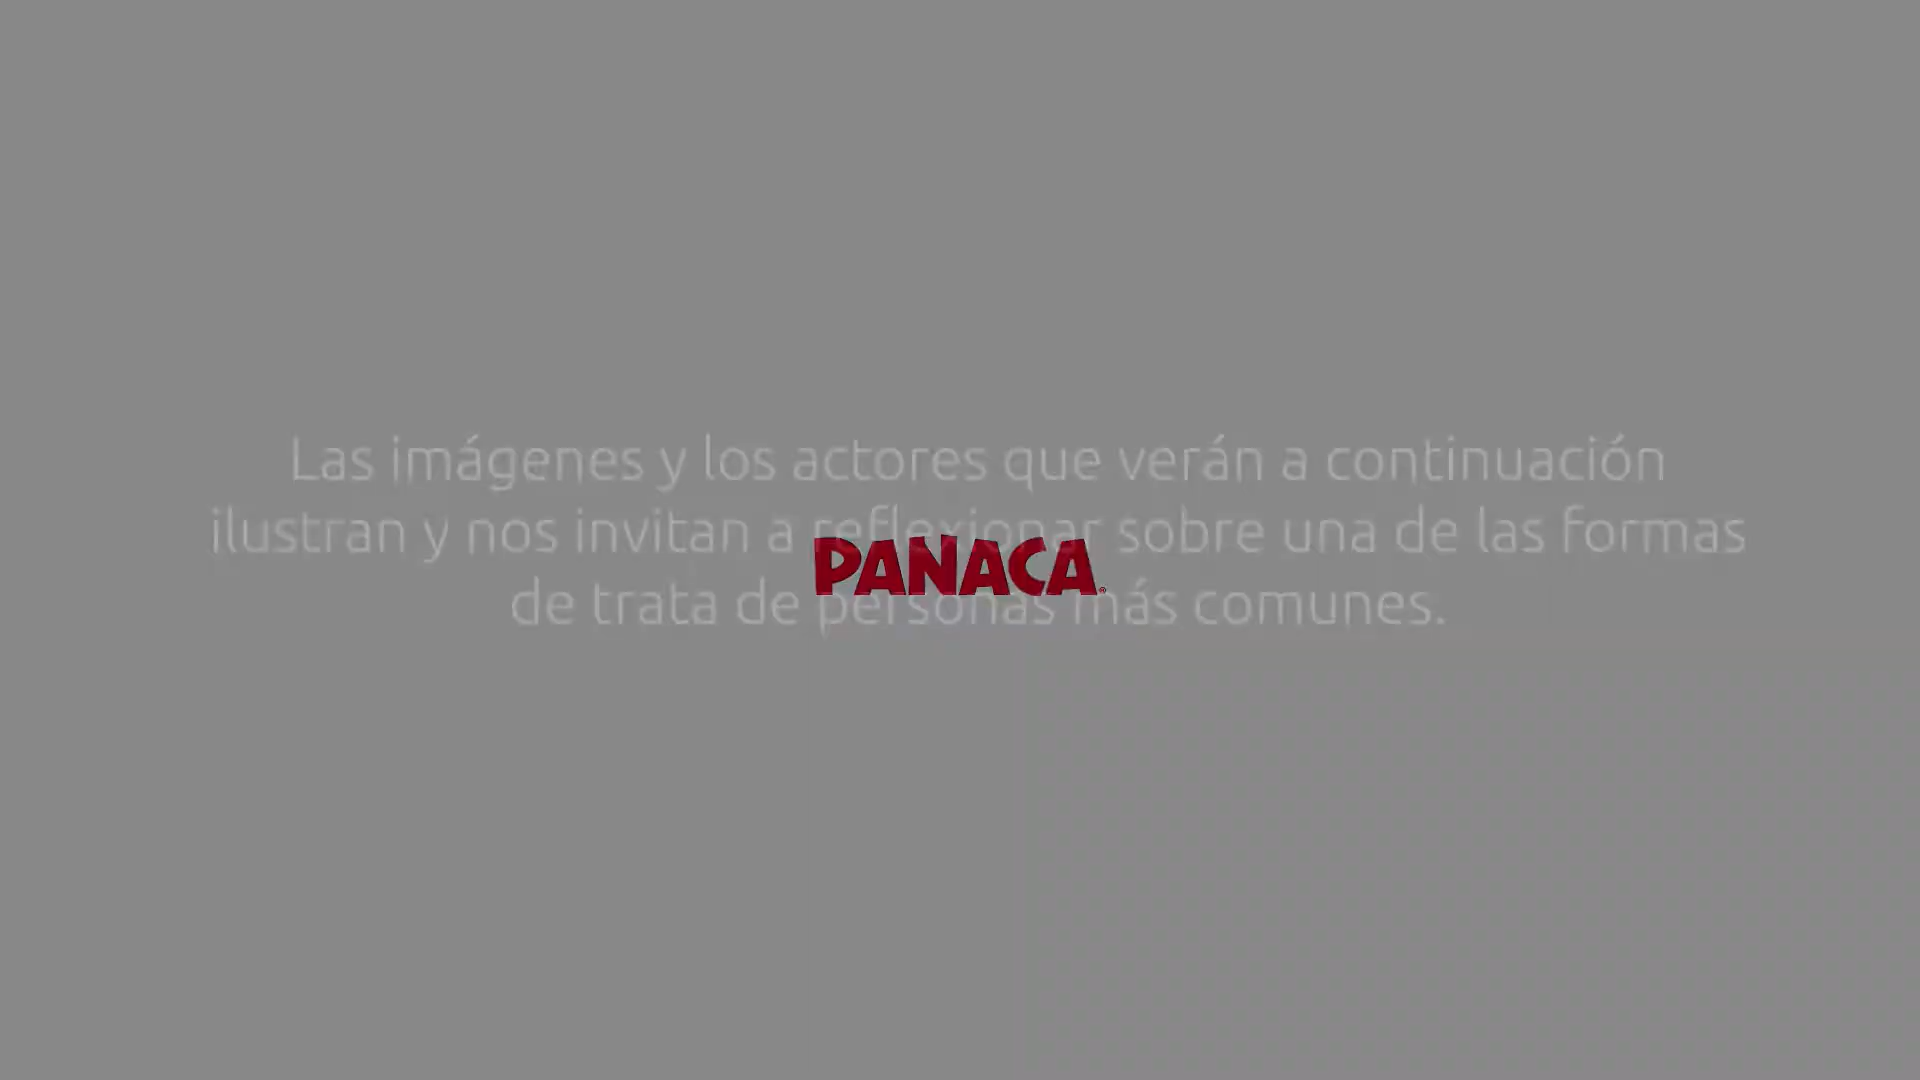 Las imágenes y los actores que verán a continuación
ilustran y nos invitan a reflexionar sobre una de las formas
PANACA
de trata de personas más comunes.